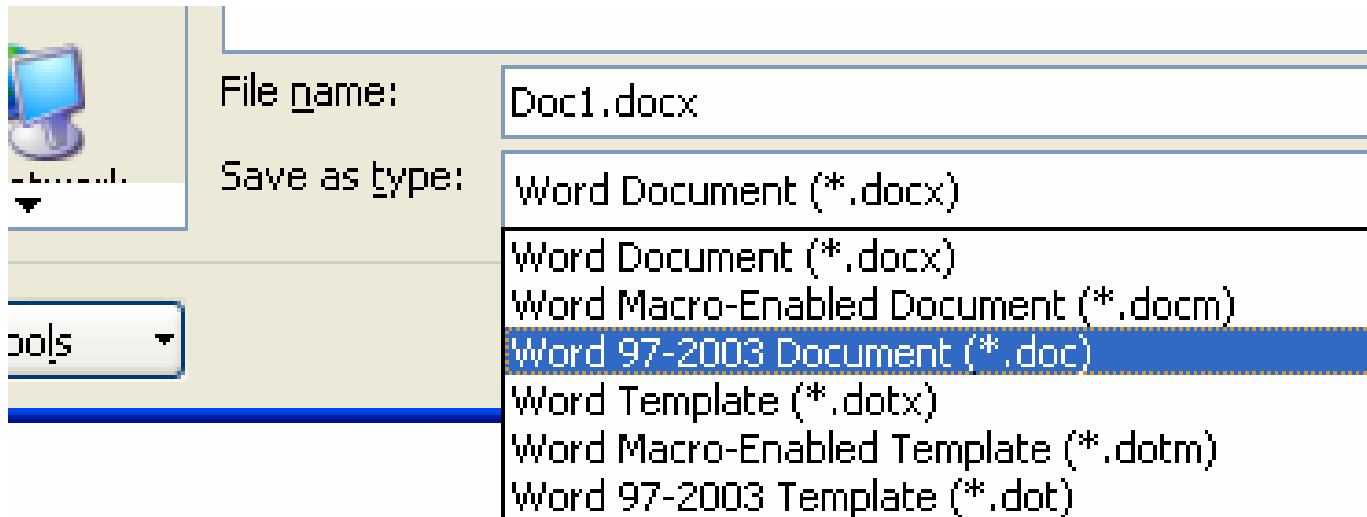 File name:
Doc1.docx
Save as type:
Word Document (*.docx)
Word Document (*.docx)
Word Macro-Enabled Document (*.docm)
Word 97-2003 Document (*.doc)
Word Template (*.dotx)
Word Macro-Enabled Template (*.dotm)
Word 97-2003 Template (*.dot)
ools